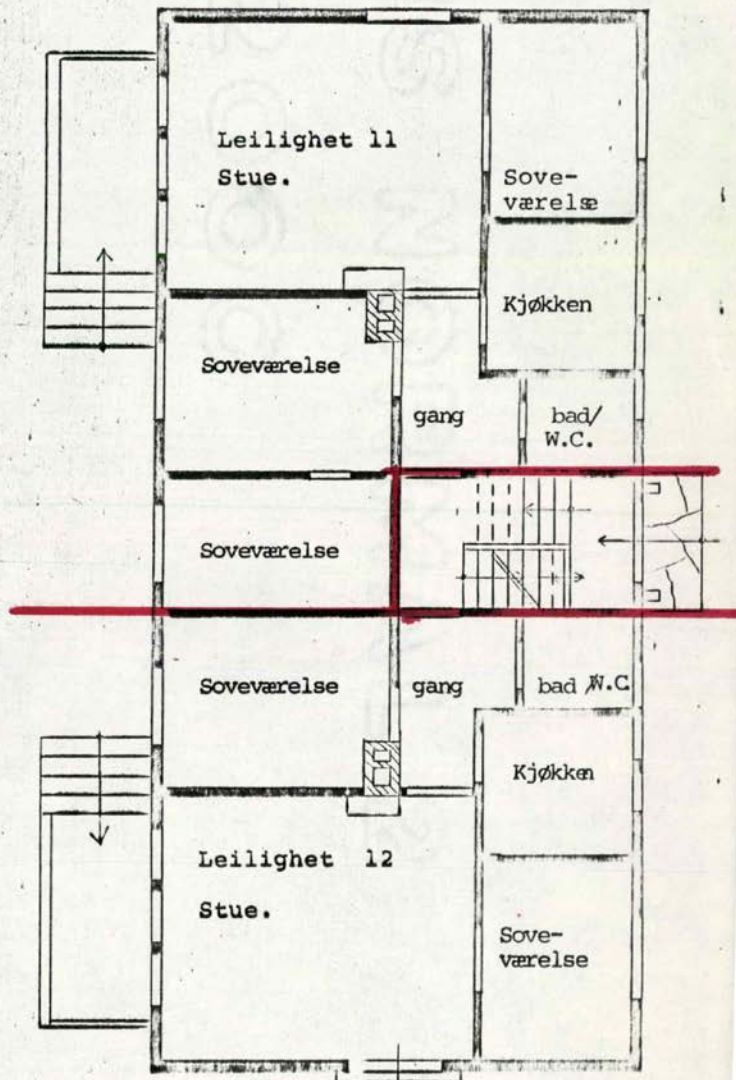 Leilighet 11
Stue.
Sove-
værelse
Kjøkken
Soveværelse
gang
bad/
W.C.
Soveværelse
Soveværelse
gang
bad/W.C.
Kjøkken
Leilighet 12
Stue.
Sove-
værelse